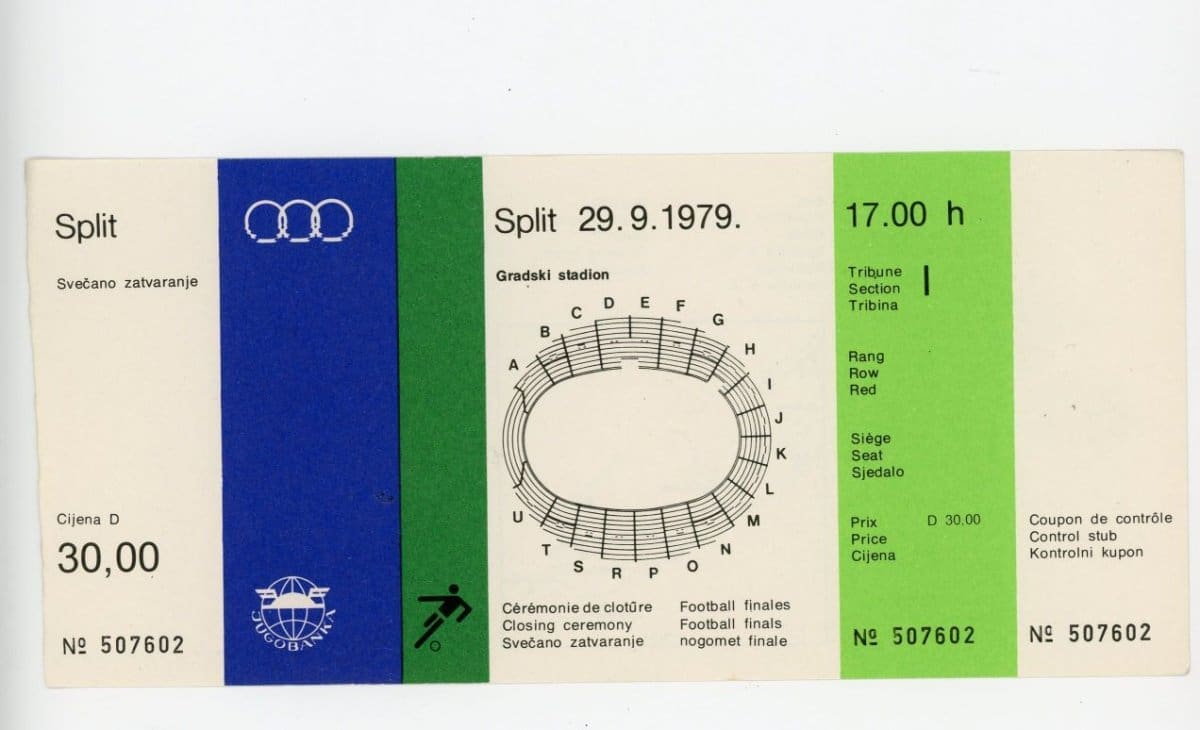 Split
Svečano zatvaranje
Cijena D
30,00
Nº 507602
JUGOBANKA
Split 29.9.1979.
Gradski stadion
A
B
C
D
E
F
G
H
I
J
K
L
M
N
O
P
R
S
T
U
Cérémonie de clotûre
Closing ceremony
Svečano zatvaranje
Football finales
Football finals
nogomet finale
17.00 h
Tribune
Section I
Tribina
Rang
Row
Red
Siège
Seat
Sjedalo
Prix D 30,00
Price
Cijena
Nº 507602
Coupon de contrôle
Control stub
Kontrolni kupon
Nº 507602